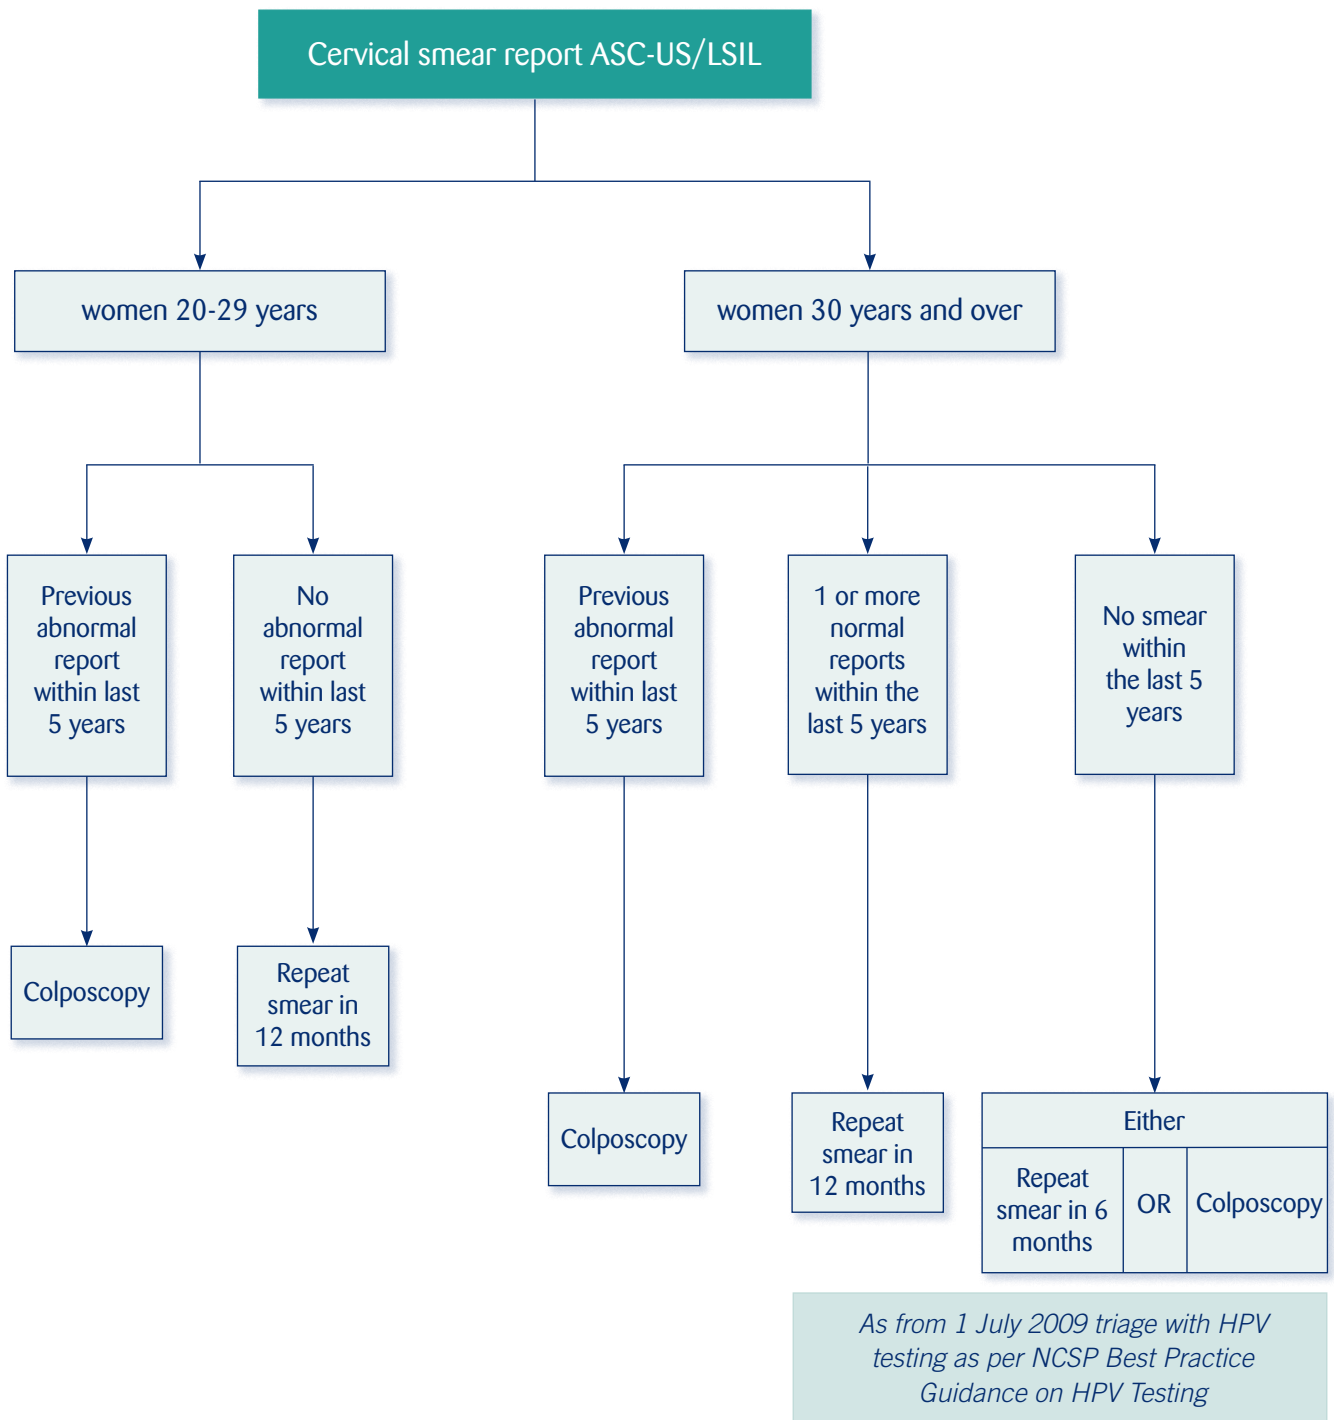 Cervical smear report ASC-US/LSIL
women 20-29 years
women 30 years and over
Previous
abnormal
report
within last
5 years
No
abnormal
report
within last
5 years
Previous
abnormal
report
within last
5 years
1 or more
normal
reports
within the
last 5 years
No smear
within
the last 5
years
Colposcopy
Repeat
smear in
12 months
Colposcopy
Repeat
smear in
12 months
Either
Repeat
smear in 6
months
OR
Colposcopy
As from 1 July 2009 triage with HPV
testing as per NCSP Best Practice
Guidance on HPV Testing